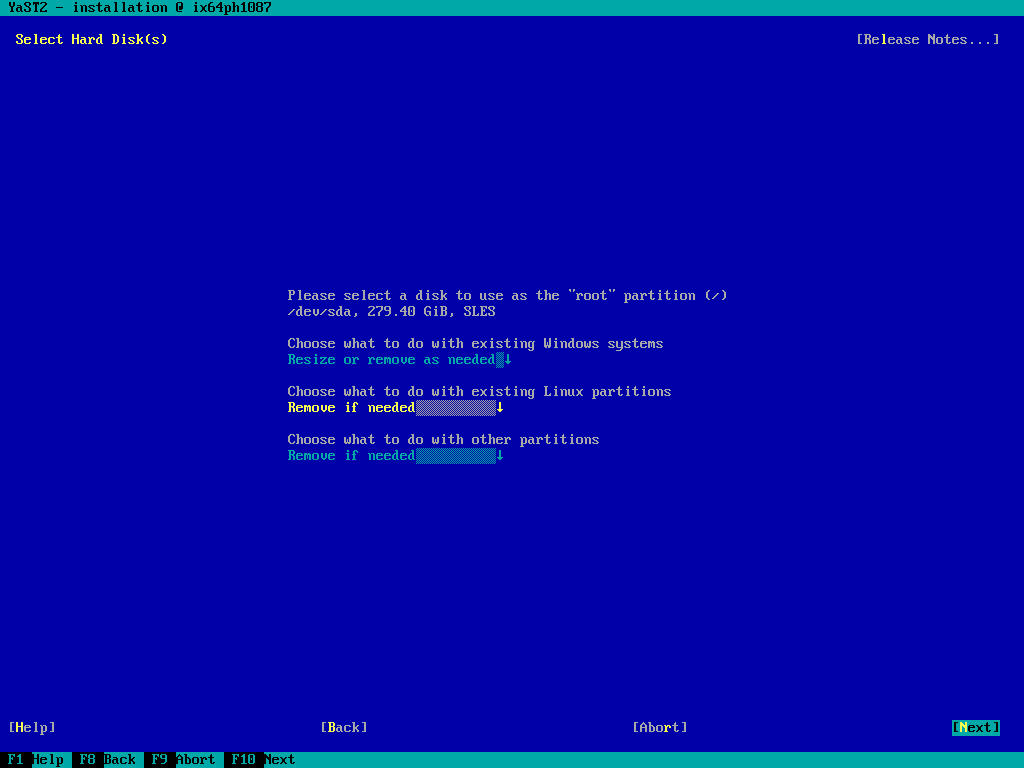 YaST2 - installation @ ix64ph1087
Select Hard Disk(s) [Release Notes...]
Please select a disk to use as the "root" partition (/)
/dev/sda, 279.40 GiB, SLES
Choose what to do with existing Windows systems
Resize or remove as needed↓
Choose what to do with existing Linux partitions
Remove if needed↓
Choose what to do with other partitions
Remove if needed↓
[Help] [Back] [Abort] [Next]
F1 Help F8 Back F9 Abort F10 Next